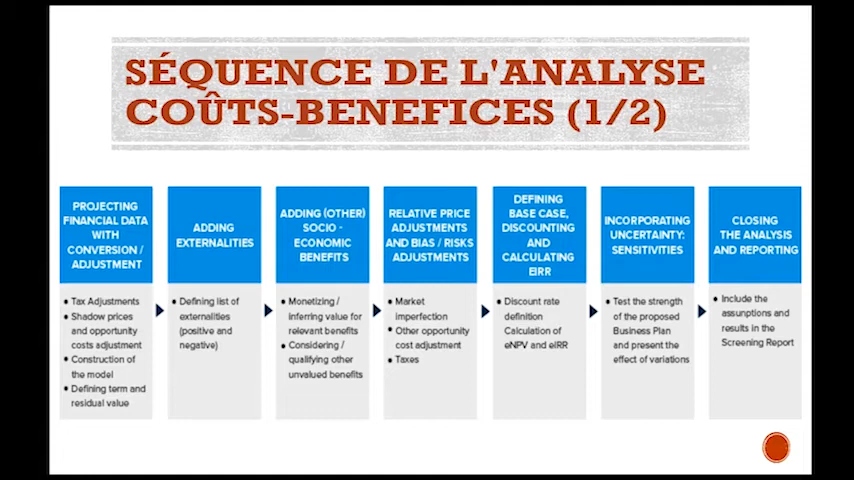 SÉQUENCE DE L'ANALYSE
COÛTS-BENEFICES (1/2)
PROJECTING
FINANCIAL DATA
WITH
CONVERSION /
ADJUSTMENT
• Tax Adjustments
• Shadow prices
and opportunity
costs adjustment
• Construction of
the model
• Defining term and
residual value
ADDING
EXTERNALITIES
• Defining list of
externalities
(positive and
negative)
ADDING (OTHER)
SOCIO -
ECONOMIC
BENEFITS
• Monetizing /
inferring value for
relevant benefits
• Considering /
qualifying other
unvalued benefits
RELATIVE PRICE
ADJUSTMENTS
AND BIAS / RISKS
ADJUSTMENTS
• Market
imperfection
• Other opportunity
cost adjustment
• Taxes
DEFINING
BASE CASE,
DISCOUNTING
AND
CALCULATING
EIRR
• Discount rate
definition
Calculation of
eNPV and eIRR
INCORPORATING
UNCERTAINTY:
SENSITIVITIES
• Test the strength
of the proposed
Business Plan
and present the
effect of variations
CLOSING
THE ANALYSIS
AND REPORTING
• Include the
assumptions and
results in the
Screening Report